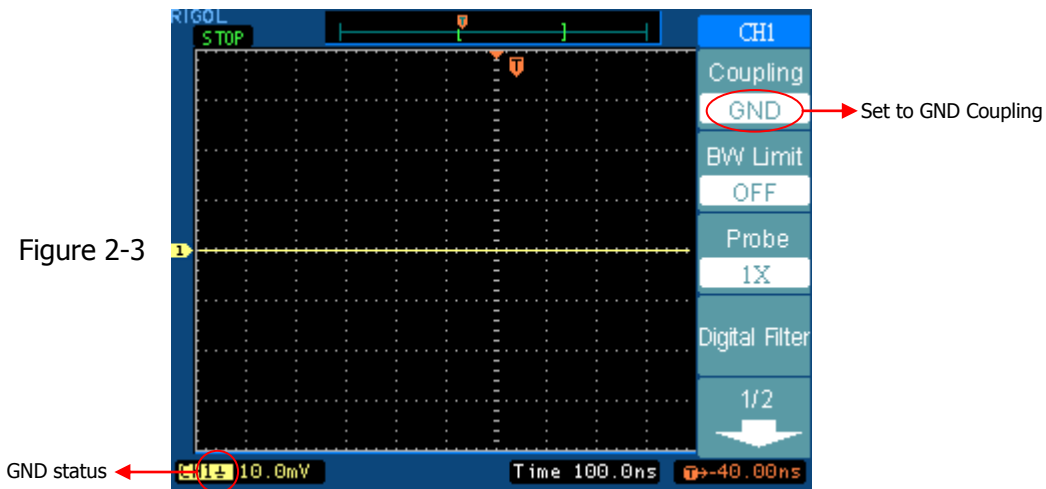 RIGOL
STOP
T
T
CH1
Coupling
GND
Set to GND Coupling
BW Limit
OFF
Figure 2-3
1
Probe
1X
Digital Filter
1/2
GND status
CH1 10.0mV
Time 100.0ns
T→-40.00ns